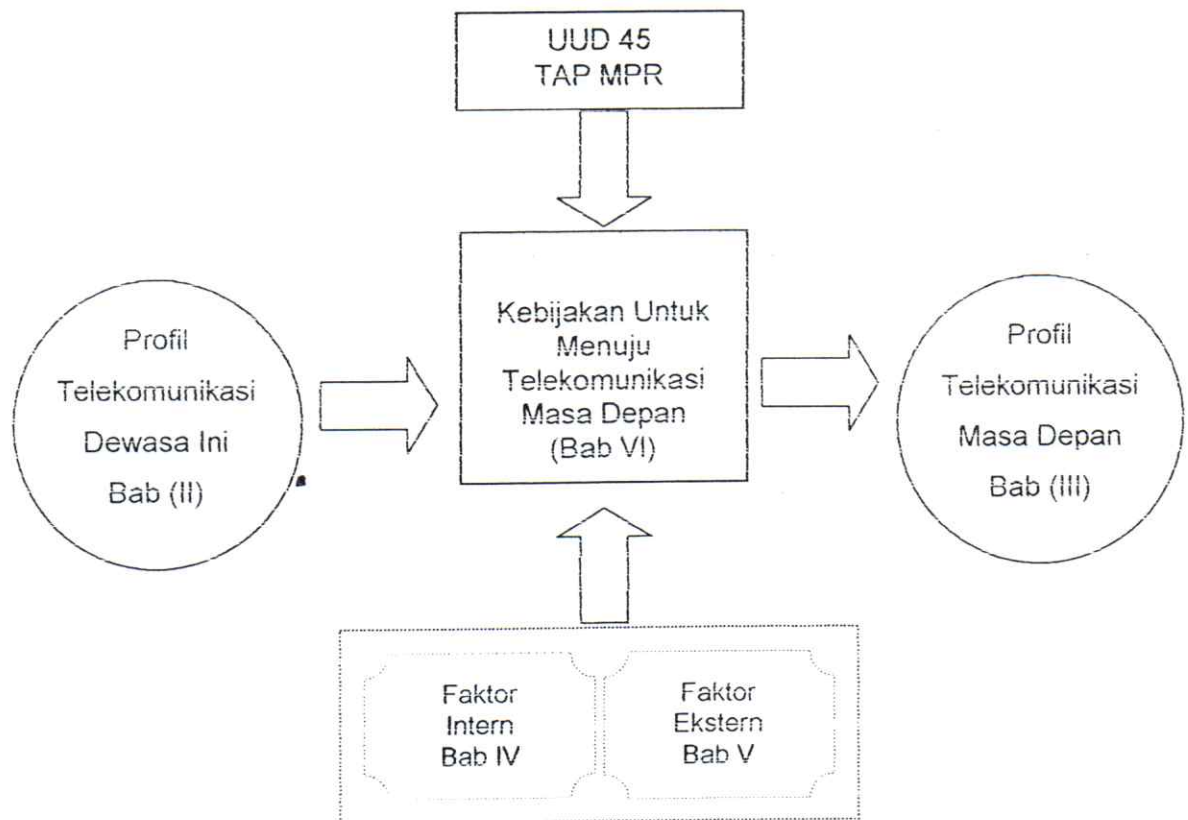 UUD 45
TAP MPR
Profil
Telekomunikasi
Dewasa Ini
Bab (II)
Kebijakan Untuk
Menuju
Telekomunikasi
Masa Depan
(Bab VI)
Profil
Telekomunikasi
Masa Depan
Bab (III)
Faktor
Intern
Bab IV
Faktor
Ekstern
Bab V